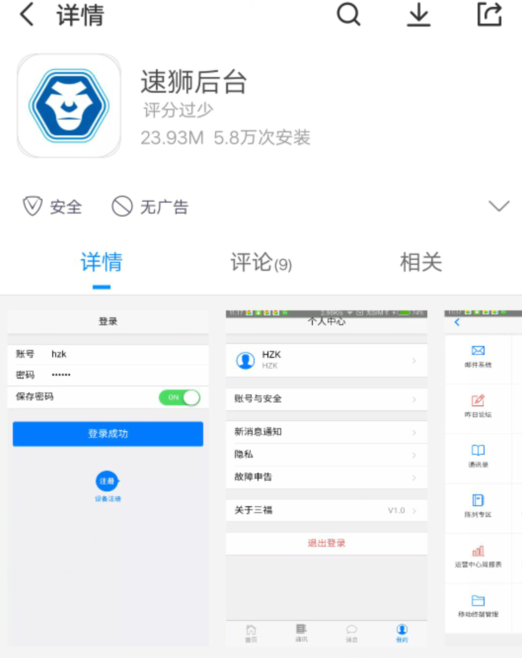 详情
速狮后台
评分过少
23.93M 5.8万次安装
安全 无广告
详情 评论(9) 相关
登录
账号 hzk
密码 ······
保存密码 ON
登录成功
注册
设备注册
个人中心
HZK
HZK
账号与安全
新消息通知
隐私
故障申告
关于三福 V1.0
退出登录
首页
消息
我的
邮件系统
昨日论坛
通讯录
陈列专区
运营中心周报表
移动终端管理